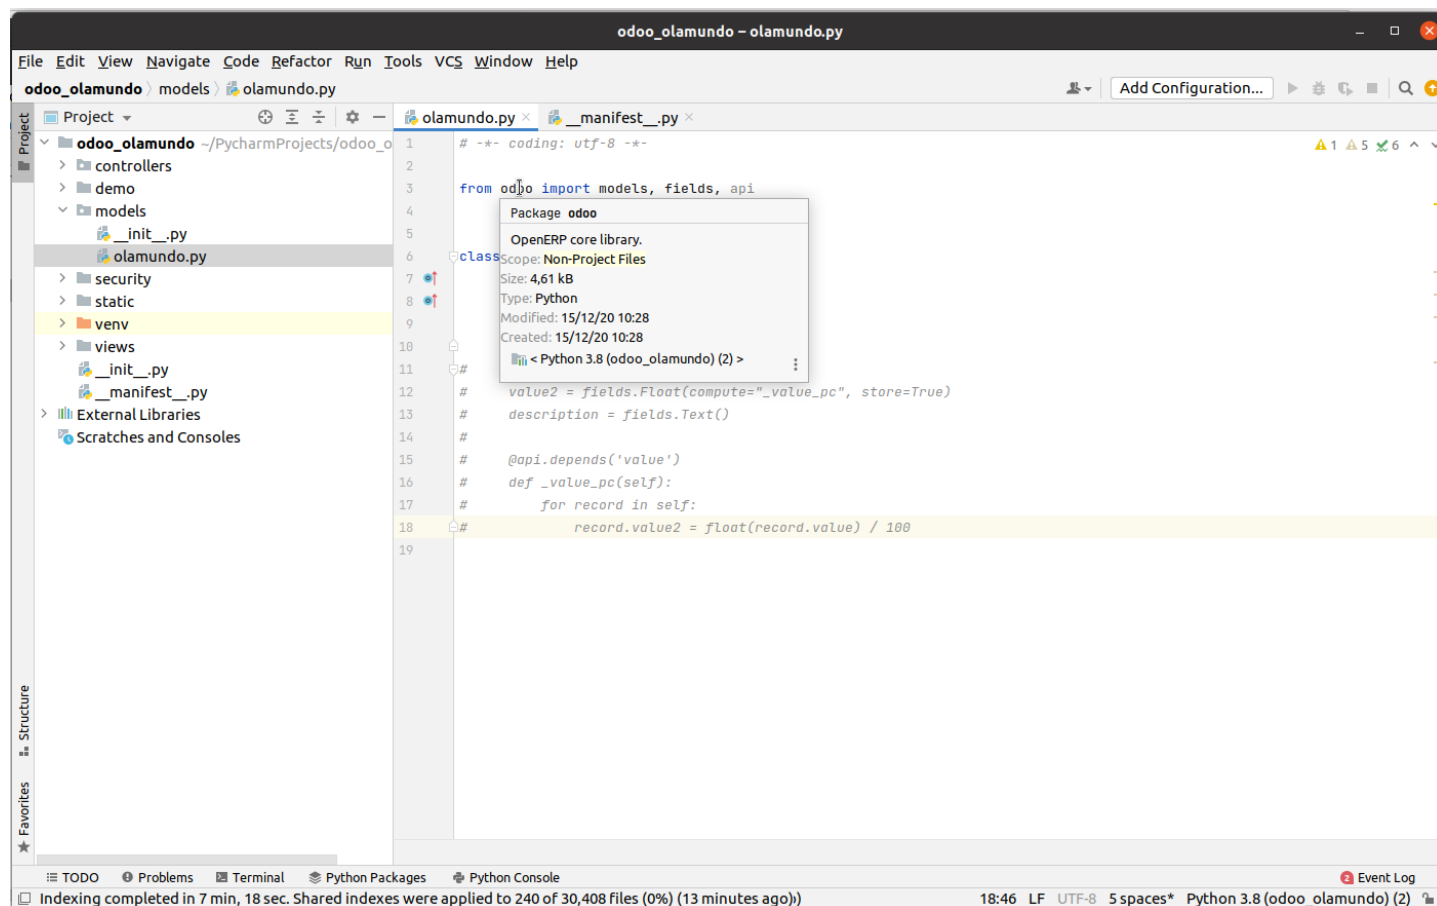 odoo_olamundo – olamundo.py
File Edit View Navigate Code Refactor Run Tools VCS Window Help
odoo_olamundo models olamundo.py
Add Configuration...
Project
Project
olamundo.py
__manifest__.py
odoo_olamundo ~/PycharmProjects/odoo_o
controllers
demo
models
__init__.py
olamundo.py
security
static
venv
views
__init__.py
__manifest__.py
External Libraries
Scratches and Consoles
1 # -*- coding: utf-8 -*-
1 5 6
2
3 from odoo import models, fields, api
4
5
6 class
7
8
9
10
11 #
12 # value2 = fields.Float(compute="_value_pc", store=True)
13 # description = fields.Text()
14 #
15 # @api.depends('value')
16 # def _value_pc(self):
17 # for record in self:
18 # record.value2 = float(record.value) / 100
19
Package odoo
OpenERP core library.
Scope: Non-Project Files
Size: 4,61 kB
Type: Python
Modified: 15/12/20 10:28
Created: 15/12/20 10:28
< Python 3.8 (odoo_olamundo) (2) >
Structure
Favorites
TODO Problems Terminal Python Packages Python Console
2 Event Log
Indexing completed in 7 min, 18 sec. Shared indexes were applied to 240 of 30,408 files (0%) (13 minutes ago))
18:46 LF UTF-8 5 spaces* Python 3.8 (odoo_olamundo) (2)